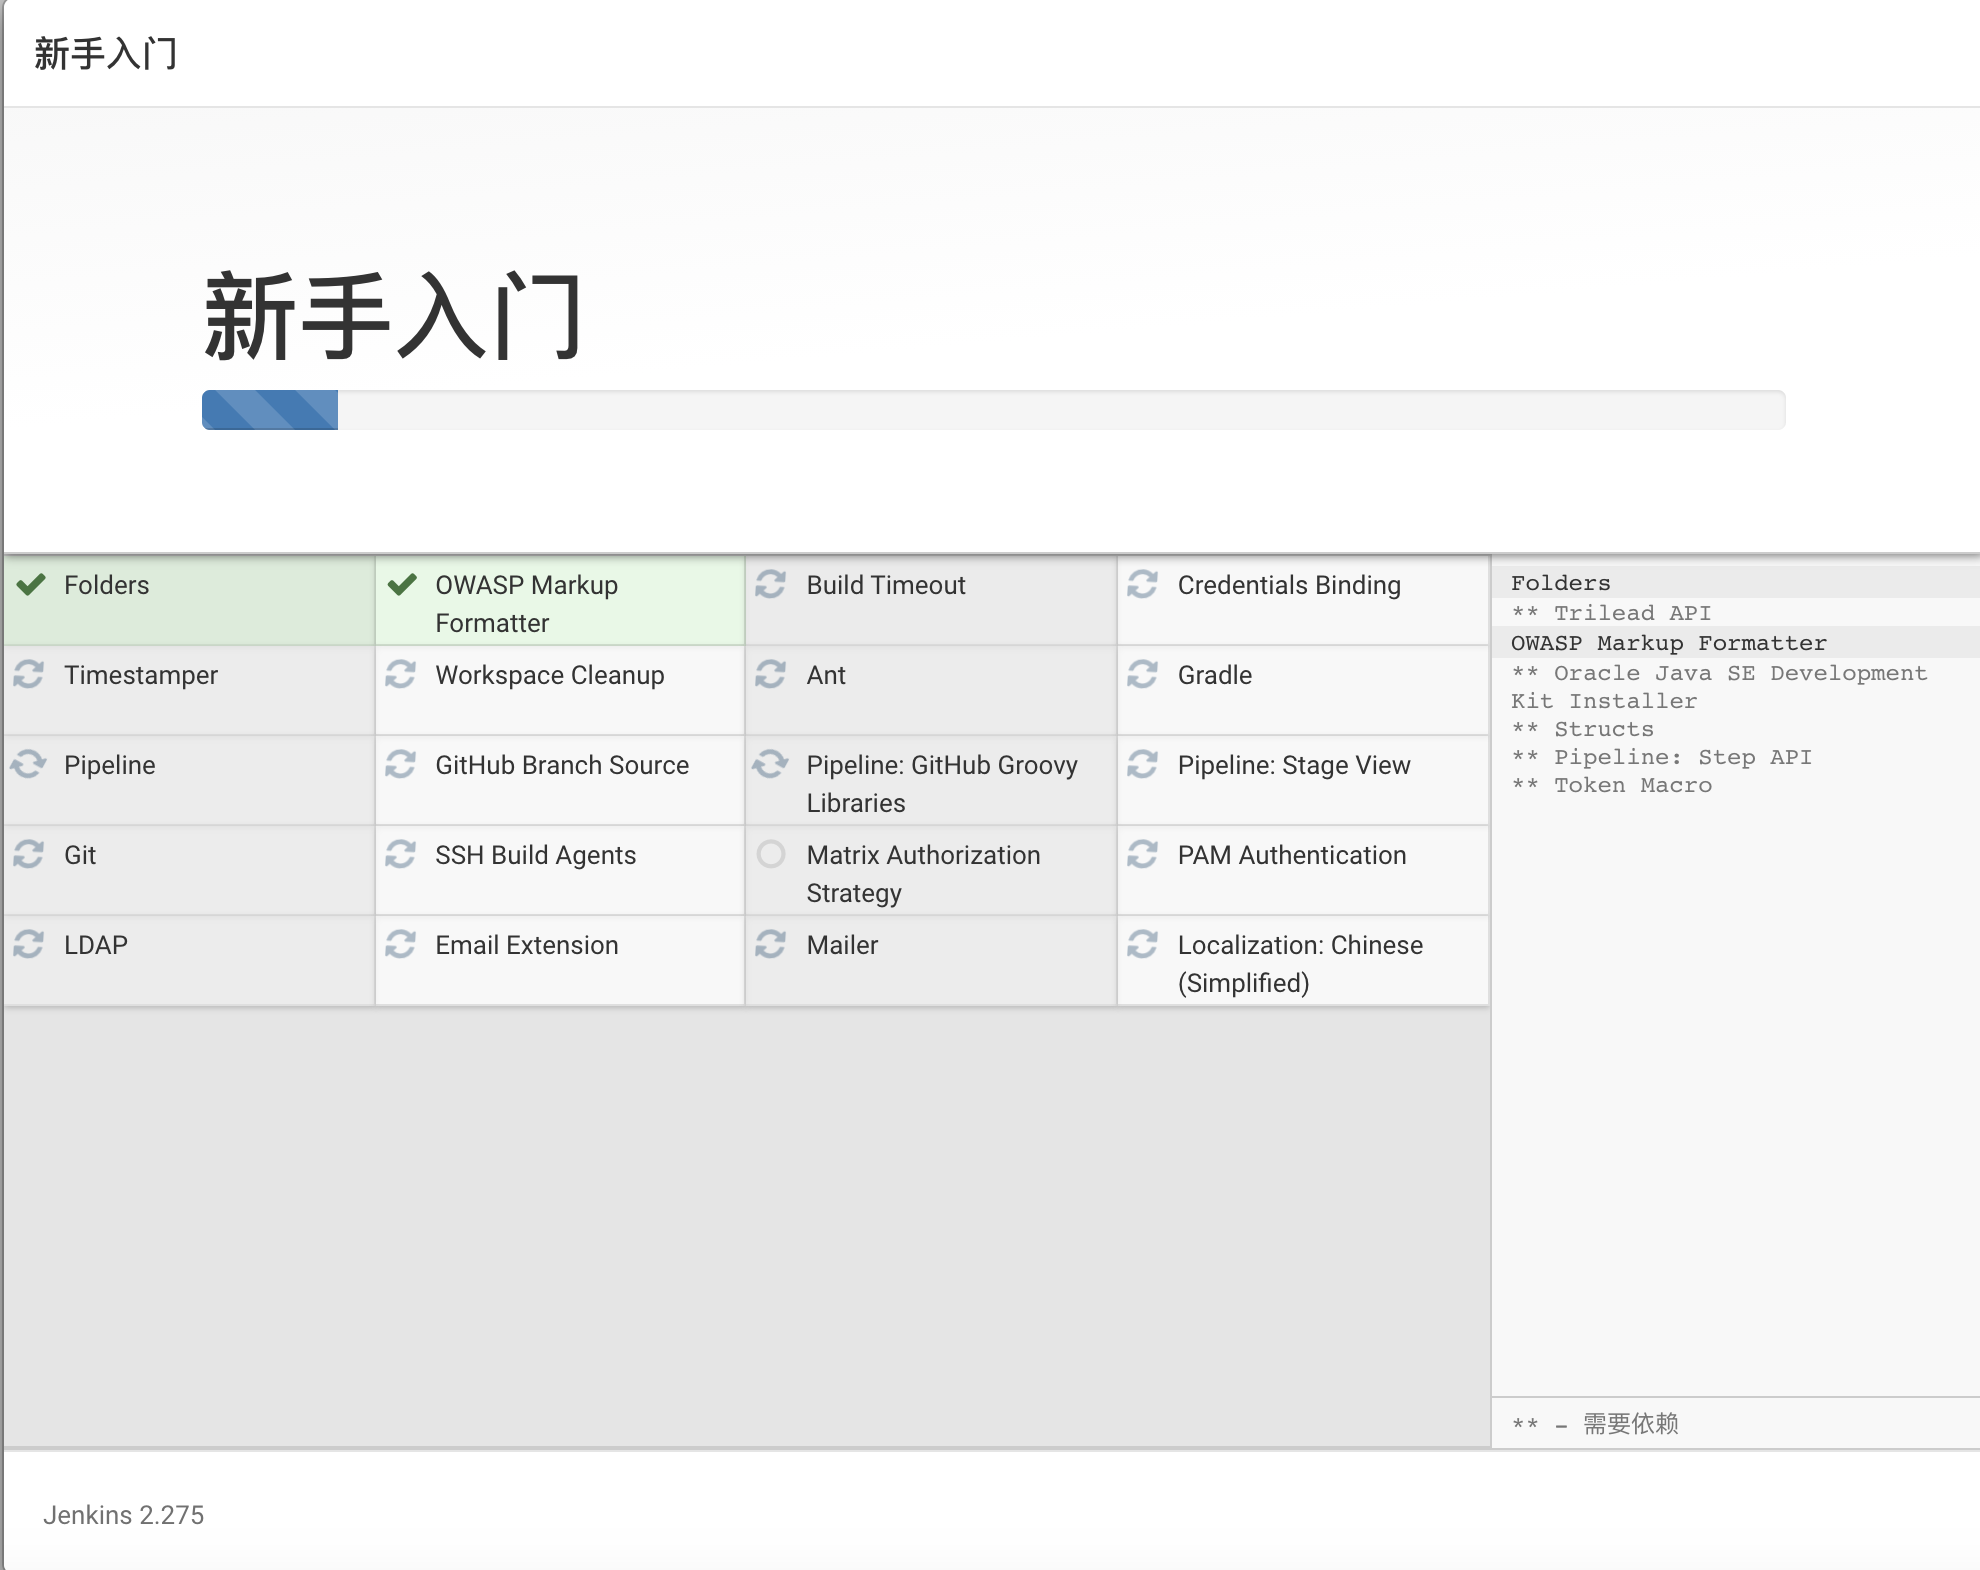 新手入门
新手入门
Folders
OWASP Markup
Formatter
Build Timeout
Credentials Binding
Timestamper
Workspace Cleanup
Ant
Gradle
Pipeline
GitHub Branch Source
Pipeline: GitHub Groovy
Libraries
Pipeline: Stage View
Git
SSH Build Agents
Matrix Authorization
Strategy
PAM Authentication
LDAP
Email Extension
Mailer
Localization: Chinese
(Simplified)
Folders
** Trilead API
OWASP Markup Formatter
** Oracle Java SE Development
Kit Installer
** Structs
** Pipeline: Step API
** Token Macro
** - 需要依赖
Jenkins 2.275